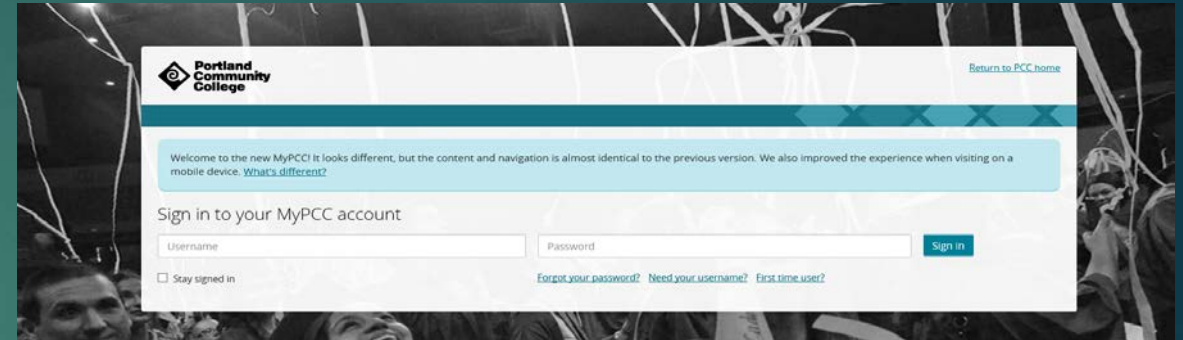 Portland
Community
College
Return to PCC home
Welcome to the new MyPCC! It looks different, but the content and navigation is almost identical to the previous version. We also improved the experience when visiting on a
mobile device. What's different?
Sign in to your MyPCC account
Username
Password
Sign in
Stay signed in
Forgot your password? Need your username? First time user?